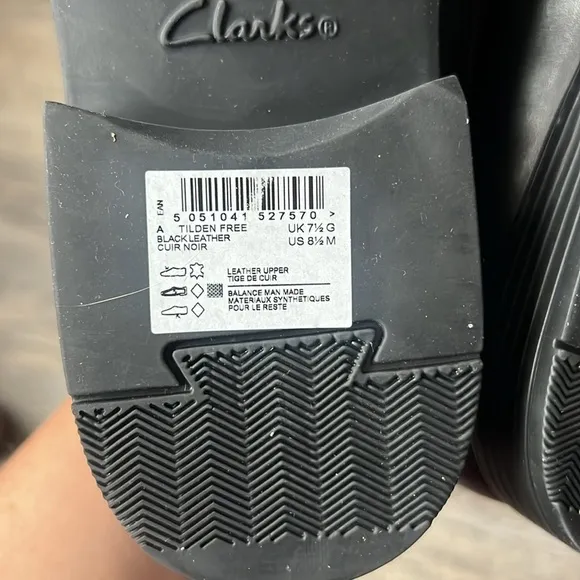 Clarks®
EAN
5 051041 527570 >
A TILDEN FREE UK 7½ G
BLACK LEATHER US 8½ M
CUIR NOIR
LEATHER UPPER
TIGE DE CUIR
BALANCE MAN MADE
MATERIAUX SYNTHETIQUES
POUR LE RESTE